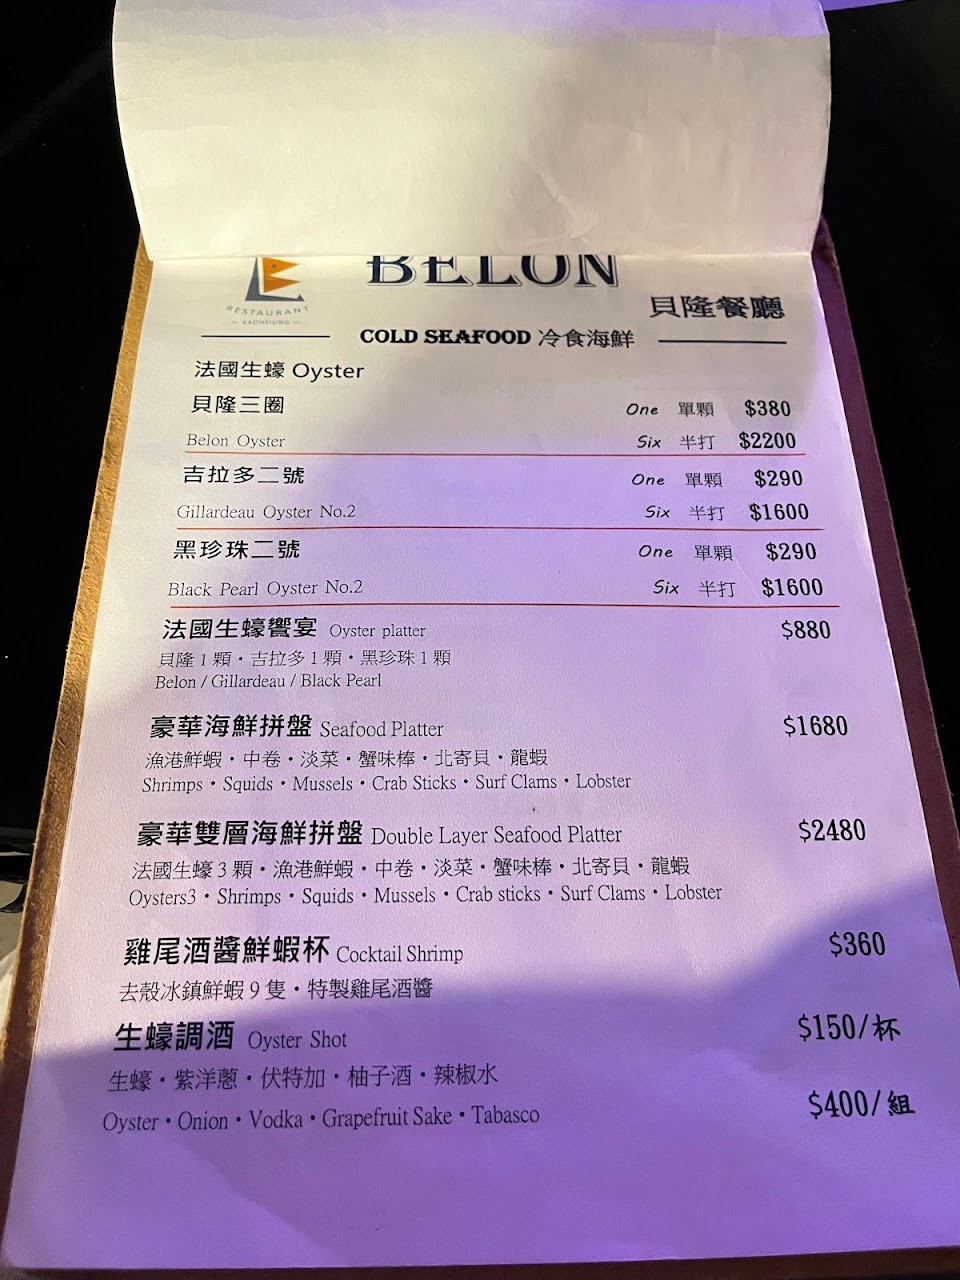 BELON
RESTAURANT
KAOHSIUNG
貝隆餐廳
COLD SEAFOOD 冷食海鮮
法國生蠔 Oyster
貝隆三圈 One 單顆 $380
Belon Oyster Six 半打 $2200
吉拉多二號 One 單顆 $290
Gillardeau Oyster No.2 Six 半打 $1600
黑珍珠二號 One 單顆 $290
Black Pearl Oyster No.2 Six 半打 $1600
法國生蠔饗宴 Oyster platter $880
貝隆 1 顆・吉拉多 1 顆・黑珍珠 1 顆
Belon / Gillardeau / Black Pearl
豪華海鮮拼盤 Seafood Platter $1680
漁港鮮蝦・中卷・淡菜・蟹味棒・北寄貝・龍蝦
Shrimps・Squids・Mussels・Crab Sticks・Surf Clams・Lobster
豪華雙層海鮮拼盤 Double Layer Seafood Platter $2480
法國生蠔 3 顆・漁港鮮蝦・中卷・淡菜・蟹味棒・北寄貝・龍蝦
Oysters3・Shrimps・Squids・Mussels・Crab sticks・Surf Clams・Lobster
雞尾酒醬鮮蝦杯 Cocktail Shrimp $360
去殼冰鎮鮮蝦 9 隻・特製雞尾酒醬
生蠔調酒 Oyster Shot $150/杯
生蠔・紫洋蔥・伏特加・柚子酒・辣椒水
Oyster・Onion・Vodka・Grapefruit Sake・Tabasco $400/組